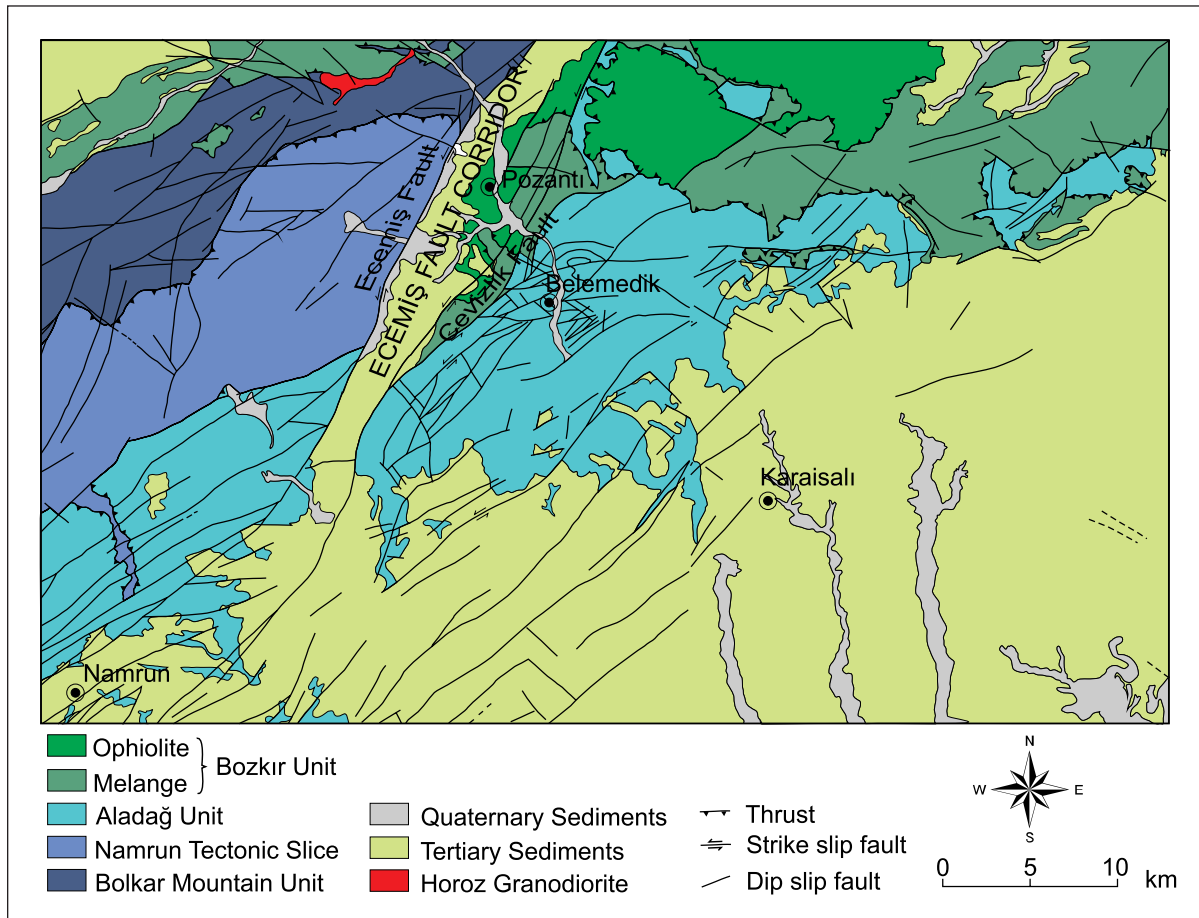 ECEMİŞ FAULT CORRIDOR
Ecemiş Fault
Pozantı
Cevizlik Fault
Belemedik
Karaisalı
Namrun
Ophiolite
Melange
Bozkır Unit
Aladağ Unit
Namrun Tectonic Slice
Bolkar Mountain Unit
Quaternary Sediments
Tertiary Sediments
Horoz Granodiorite
Thrust
Strike slip fault
Dip slip fault
N
W
E
S
0 5 10 km